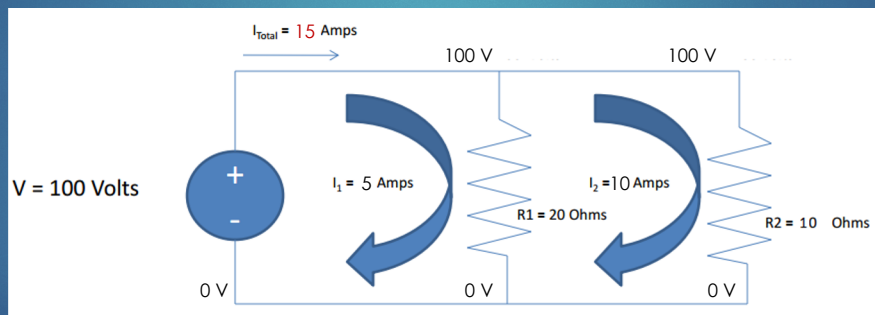 I_Total = 15 Amps
100 V
100 V
+
V = 100 Volts
I₁ = 5 Amps
I₂ =10 Amps
-
R1 = 20 Ohms
R2 = 10 Ohms
0 V
0 V
0 V